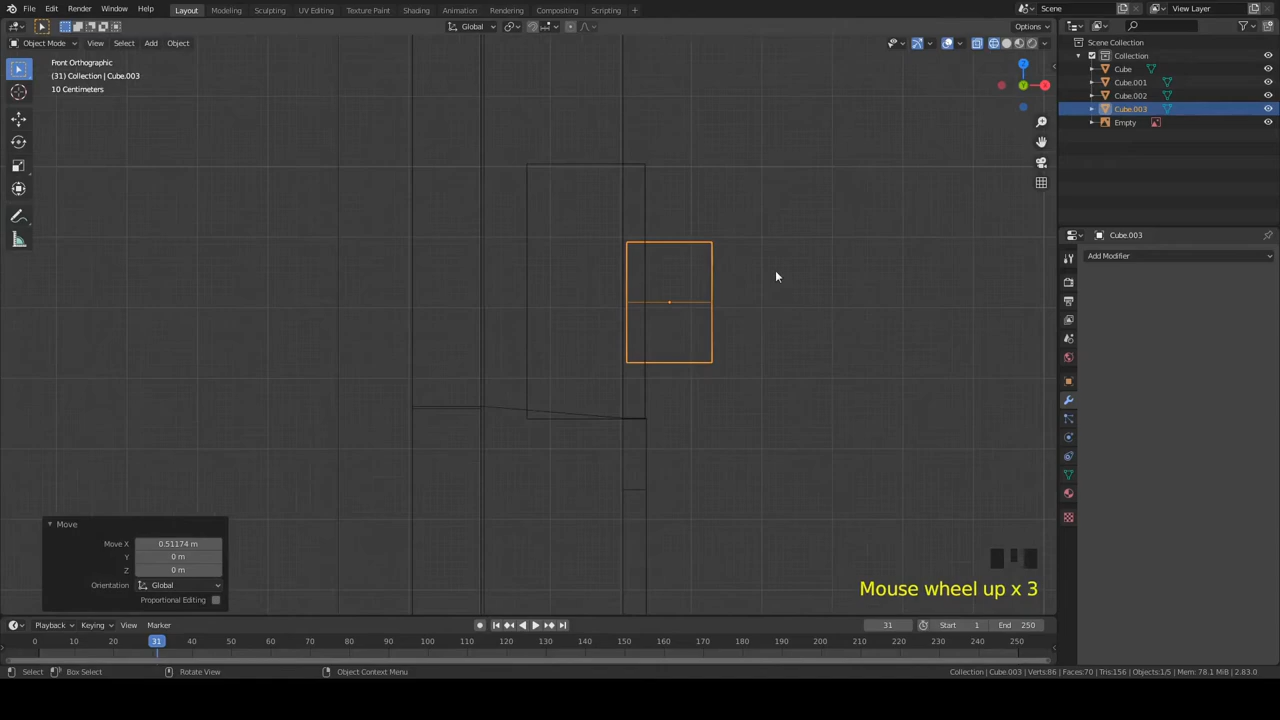 File Edit Render Window Help Layout Modeling Sculpting UV Editing Texture Paint Shading Animation Rendering Compositing Scripting + Scene View Layer
Global Options
Object Mode View Select Add Object
Front Orthographic
(31) Collection | Cube.003
10 Centimeters
Z
X
Y
Scene Collection
Collection
Cube
Cube.001
Cube.002
Cube.003
Empty
Cube.003
Add Modifier
Move
Move X 0.51174 m
Y 0 m
Z 0 m
Orientation Global
Proportional Editing
Mouse wheel up x 3
Playback Keying View Marker 31 Start 1 End 250
0 10 20 31 40 50 60 70 80 90 100 110 120 130 140 150 160 170 180 190 200 210 220 230 240 250
Select Box Select Rotate View Object Context Menu Collection | Cube.003 | Verts:86 | Faces:70 | Tris:156 | Objects:1/5 | Mem: 78.1 MiB | 2.83.0